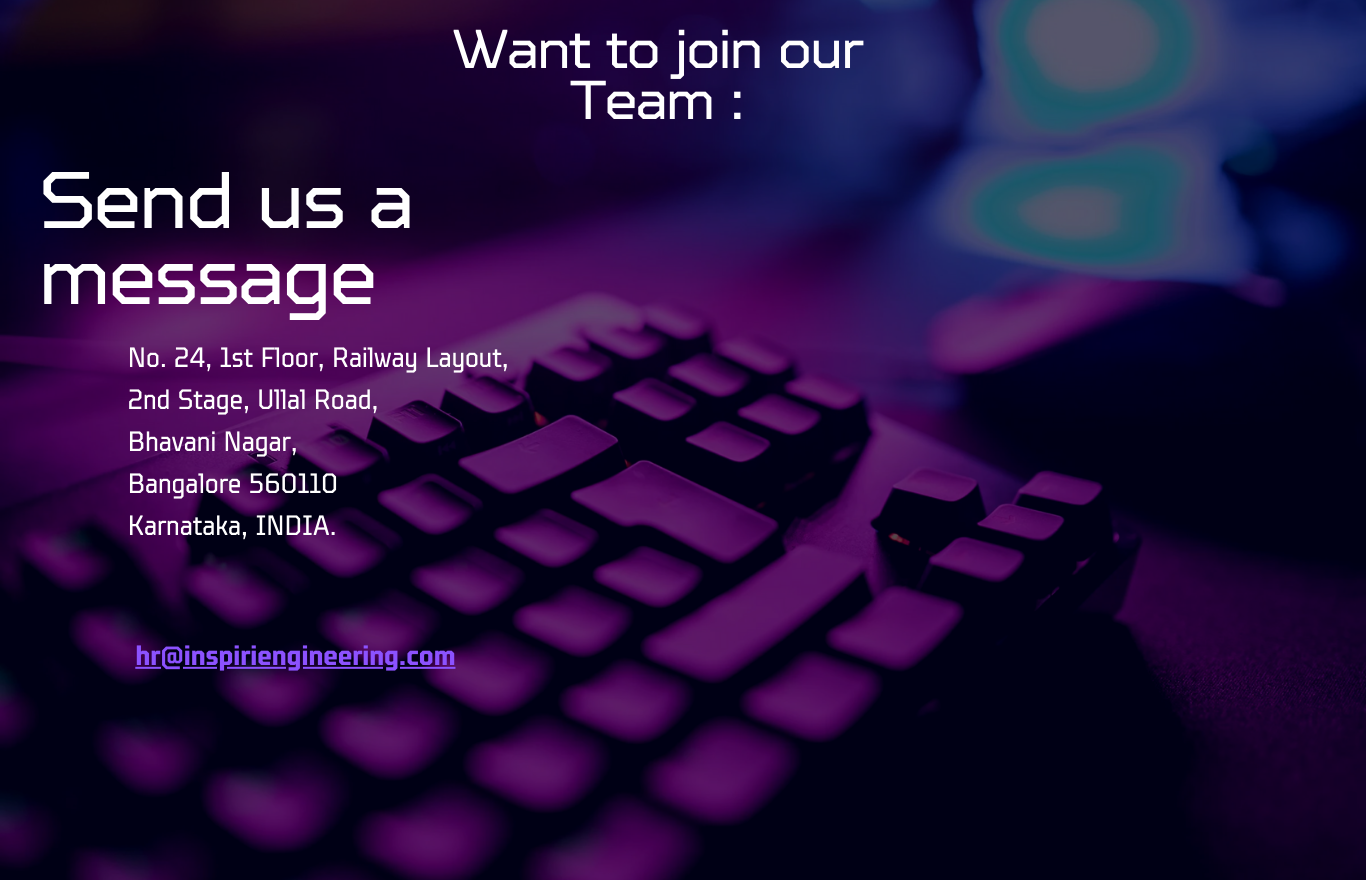 Want to join our
Team :
Send us a
message
No. 24, 1st Floor, Railway Layout,
2nd Stage, Ullal Road,
Bhavani Nagar,
Bangalore 560110
Karnataka, INDIA.
hr@inspiriengineering.com